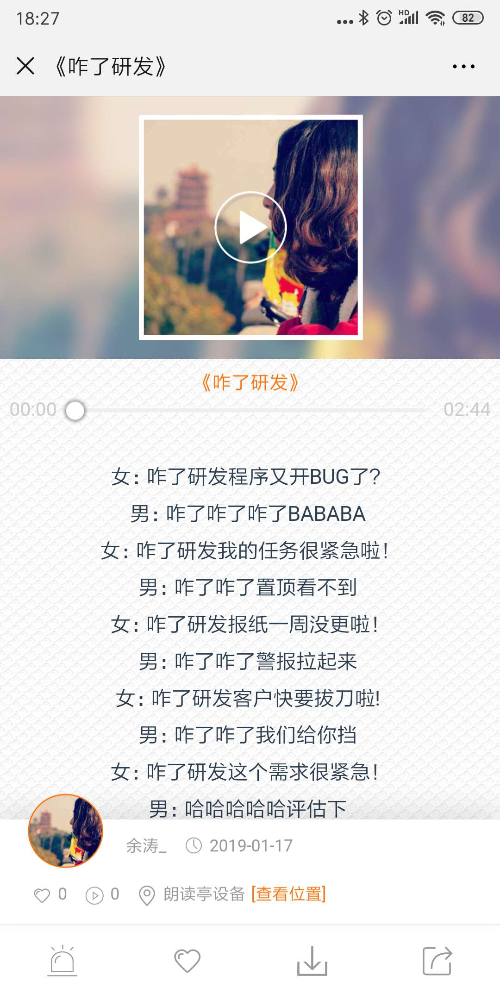 18:27
HD
82
《咋了研发》
《咋了研发》
00:00
02:44
女：咋了研发程序又开BUG了？
男：咋了咋了咋了BABABA
女：咋了研发我的任务很紧急啦！
男：咋了咋了置顶看不到
女：咋了研发报纸一周没更啦！
男：咋了咋了警报拉起来
女：咋了研发客户快要拔刀啦!
男：咋了咋了我们给你挡
女：咋了研发这个需求很紧急！
男：哈哈哈哈哈评估下
余涛_ 2019-01-17
0 0 朗读亭设备 [查看位置]